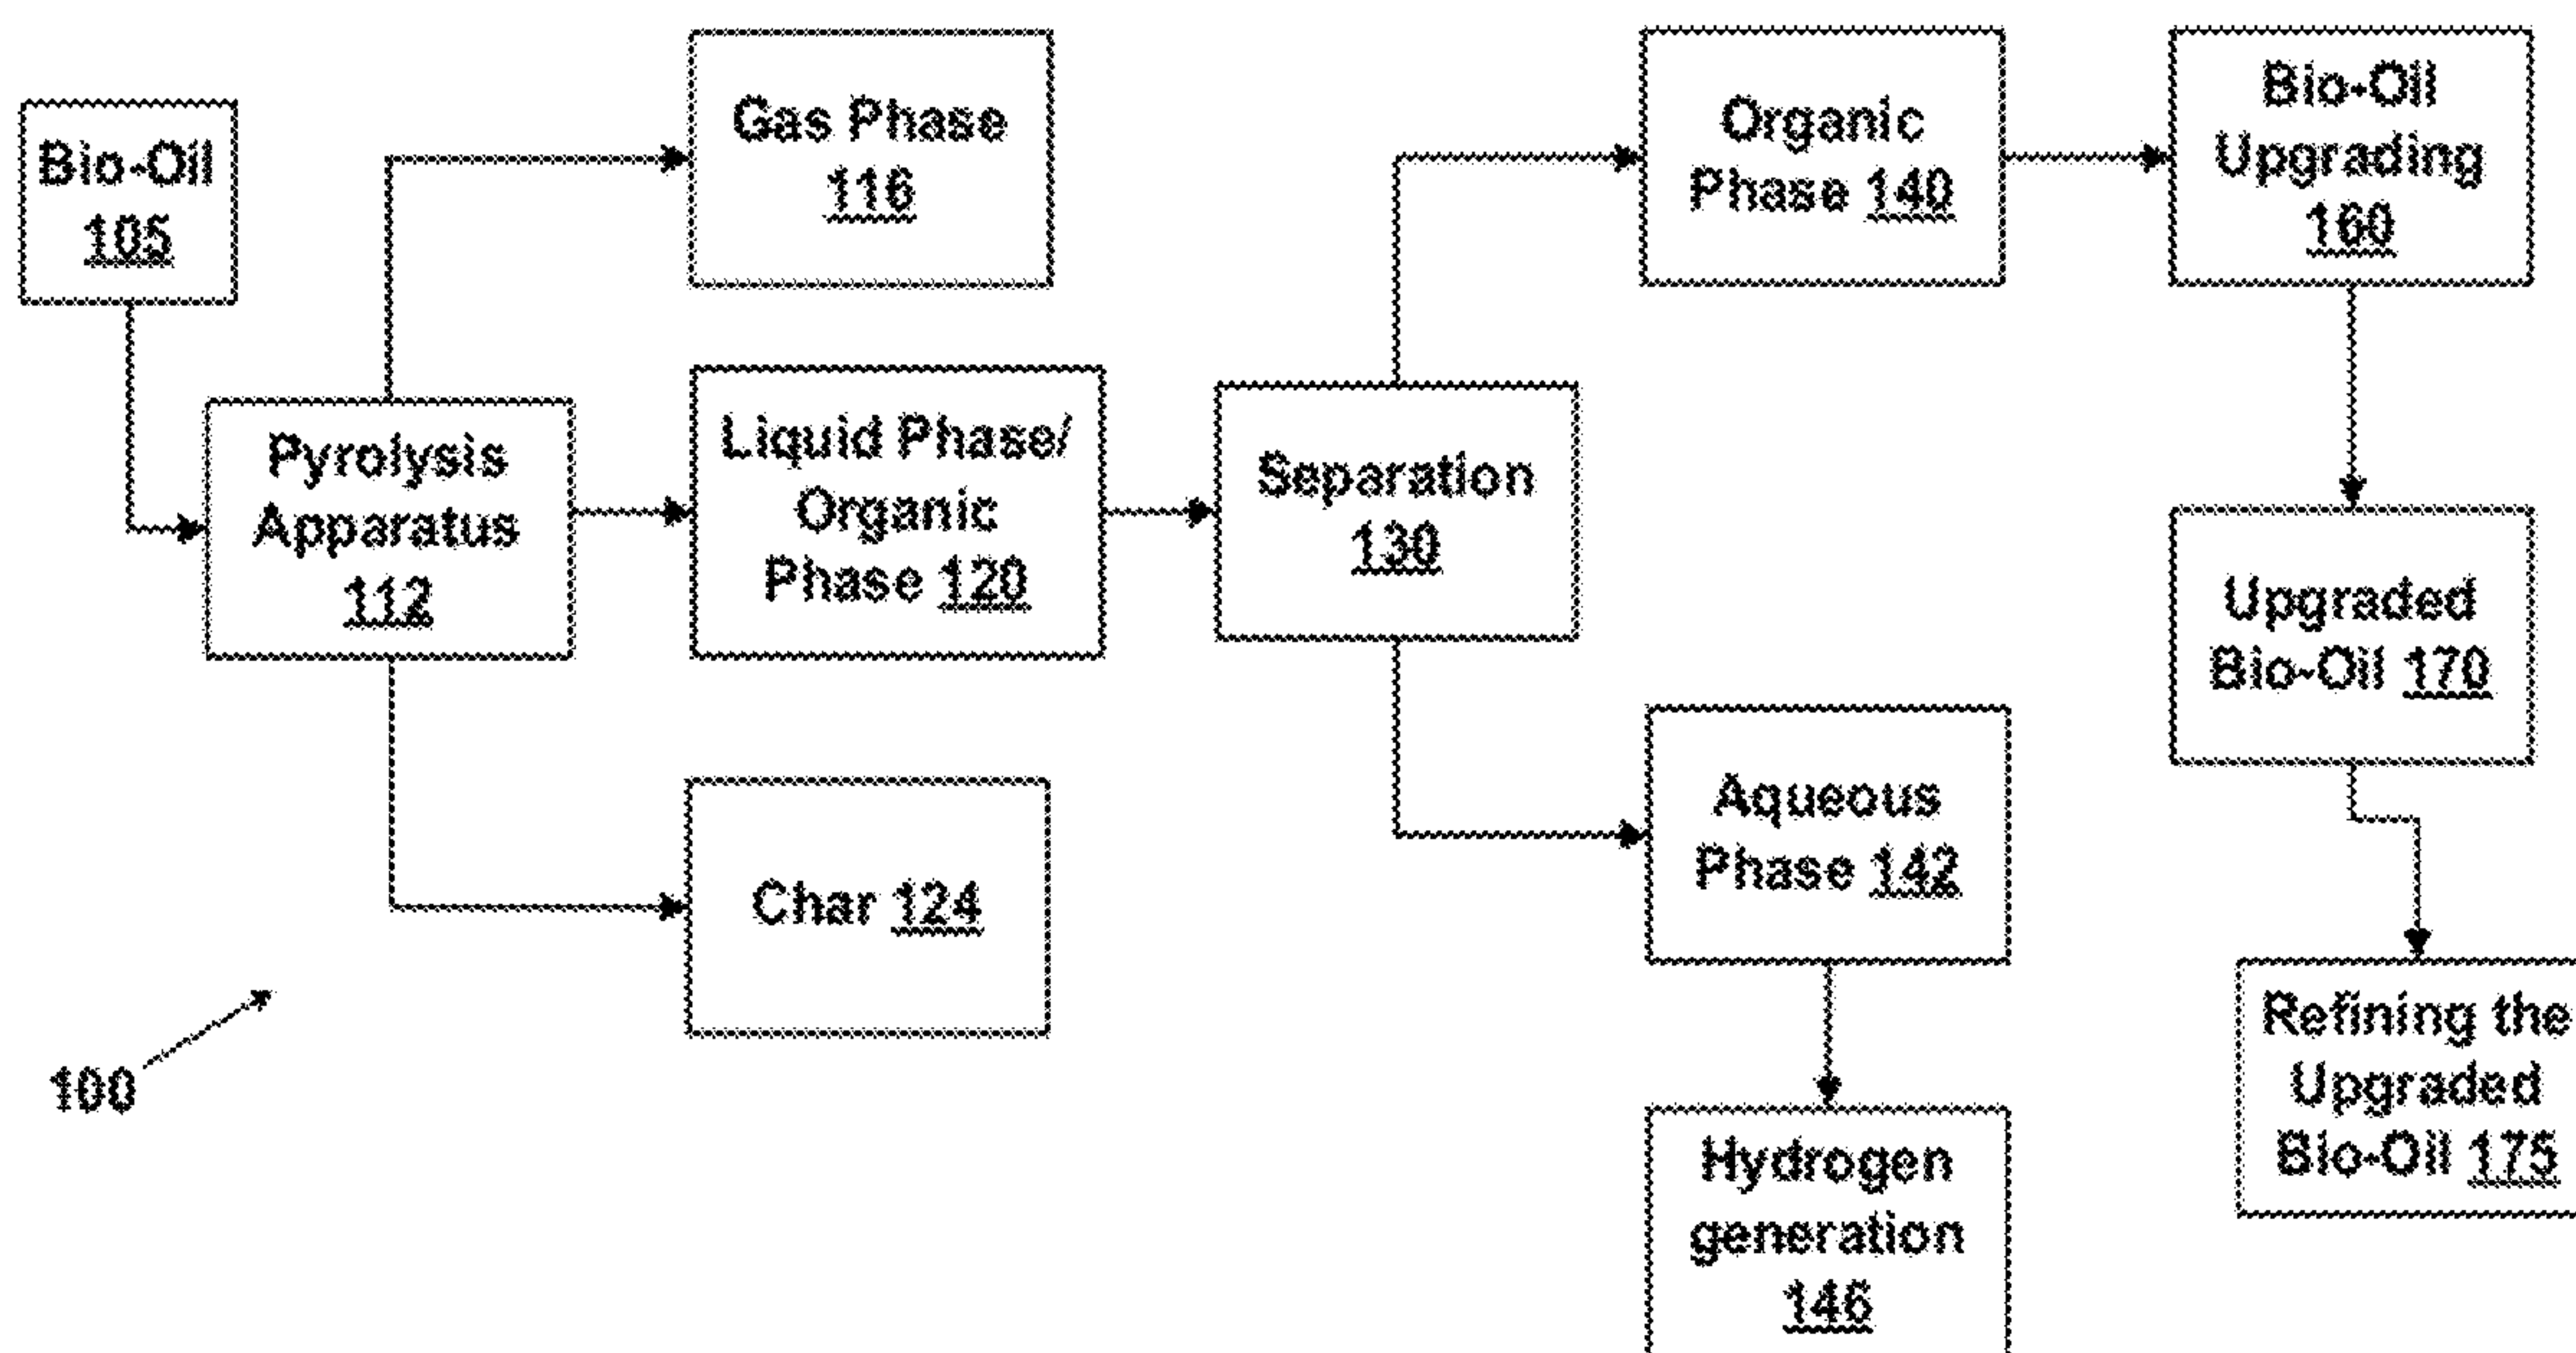 Bio-Oil
105
Pyrolysis
Apparatus
112
Gas Phase
116
Liquid Phase/
Organic
Phase 120
Char 124
Separation
130
Organic
Phase 140
Aqueous
Phase 142
Hydrogen
generation
146
Bio-Oil
Upgrading
160
Upgraded
Bio-Oil 170
Refining the
Upgraded
Bio-Oil 175
100